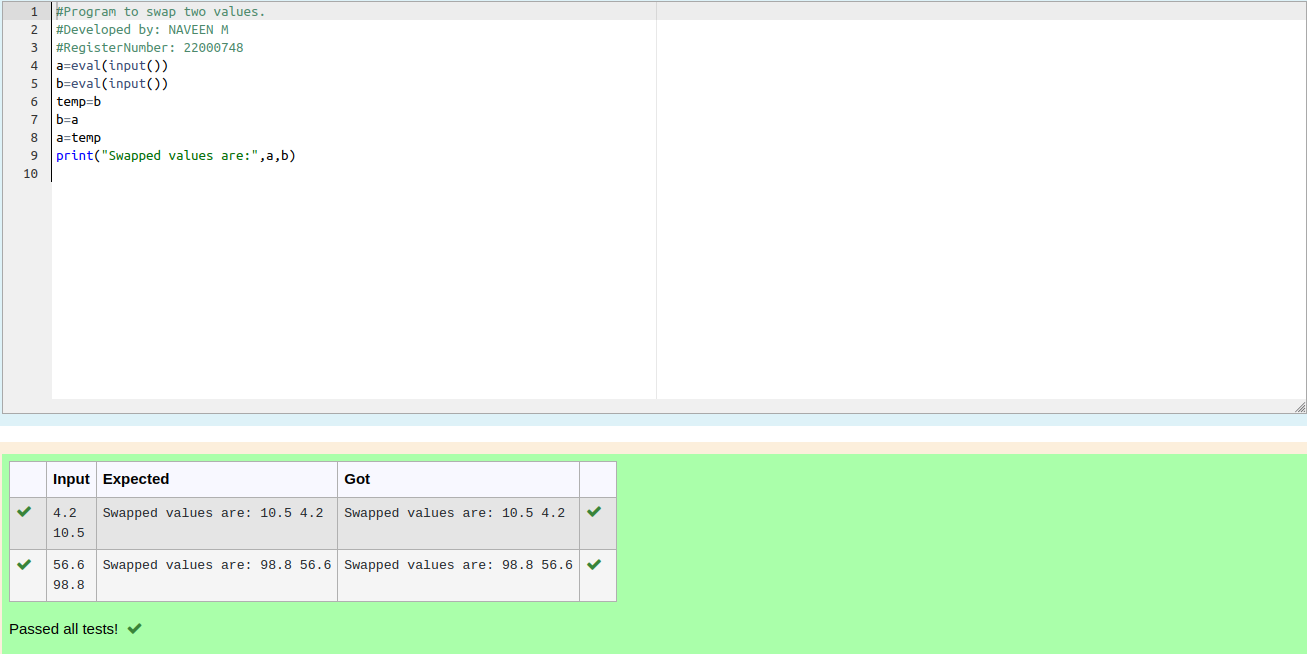 1 #Program to swap two values.
2 #Developed by: NAVEEN M
3 #RegisterNumber: 22000748
4 a=eval(input())
5 b=eval(input())
6 temp=b
7 b=a
8 a=temp
9 print("Swapped values are:",a,b)
10
Input Expected Got
4.2 Swapped values are: 10.5 4.2 Swapped values are: 10.5 4.2
10.5
56.6 Swapped values are: 98.8 56.6 Swapped values are: 98.8 56.6
98.8
Passed all tests!